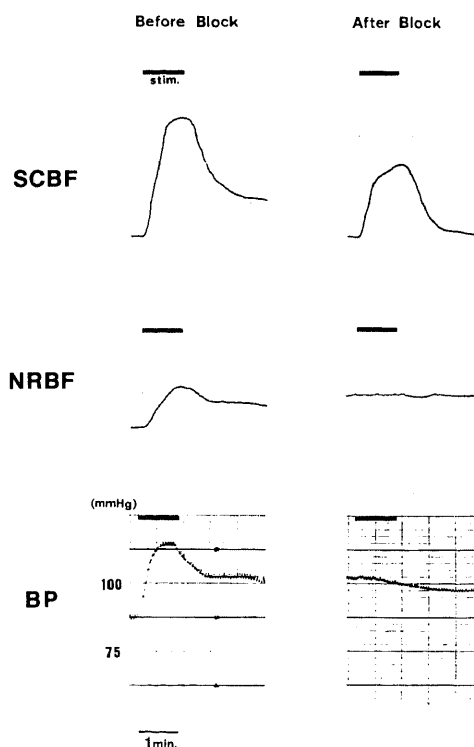 Before Block After Block
stim.
SCBF
NRBF
(mmHg)
100
BP
75
1min.